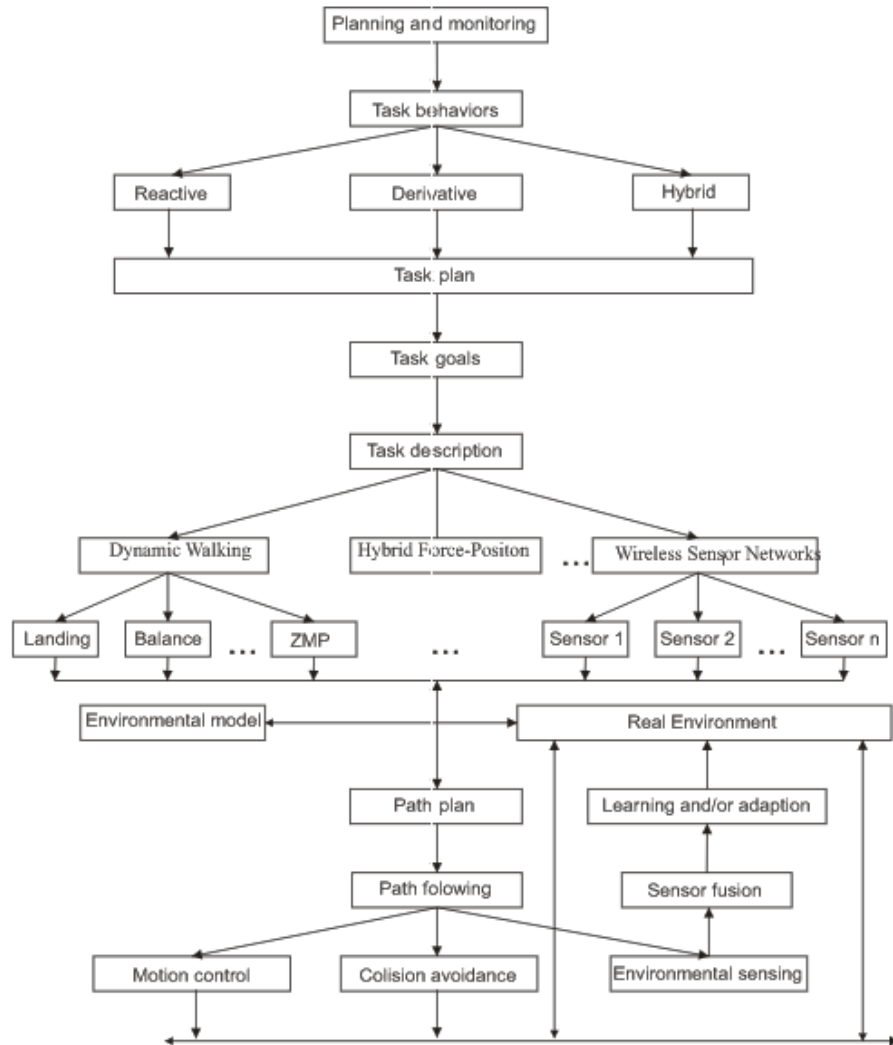 Planning and monitoring
Task behaviors
Reactive
Derivative
Hybrid
Task plan
Task goals
Task description
Dynamic Walking
Hybrid Force-Positon
...
Wireless Sensor Networks
Landing
Balance
...
ZMP
...
Sensor 1
Sensor 2
...
Sensor n
Environmental model
Real Environment
Path plan
Learning and/or adaption
Path folowing
Sensor fusion
Motion control
Colision avoidance
Environmental sensing